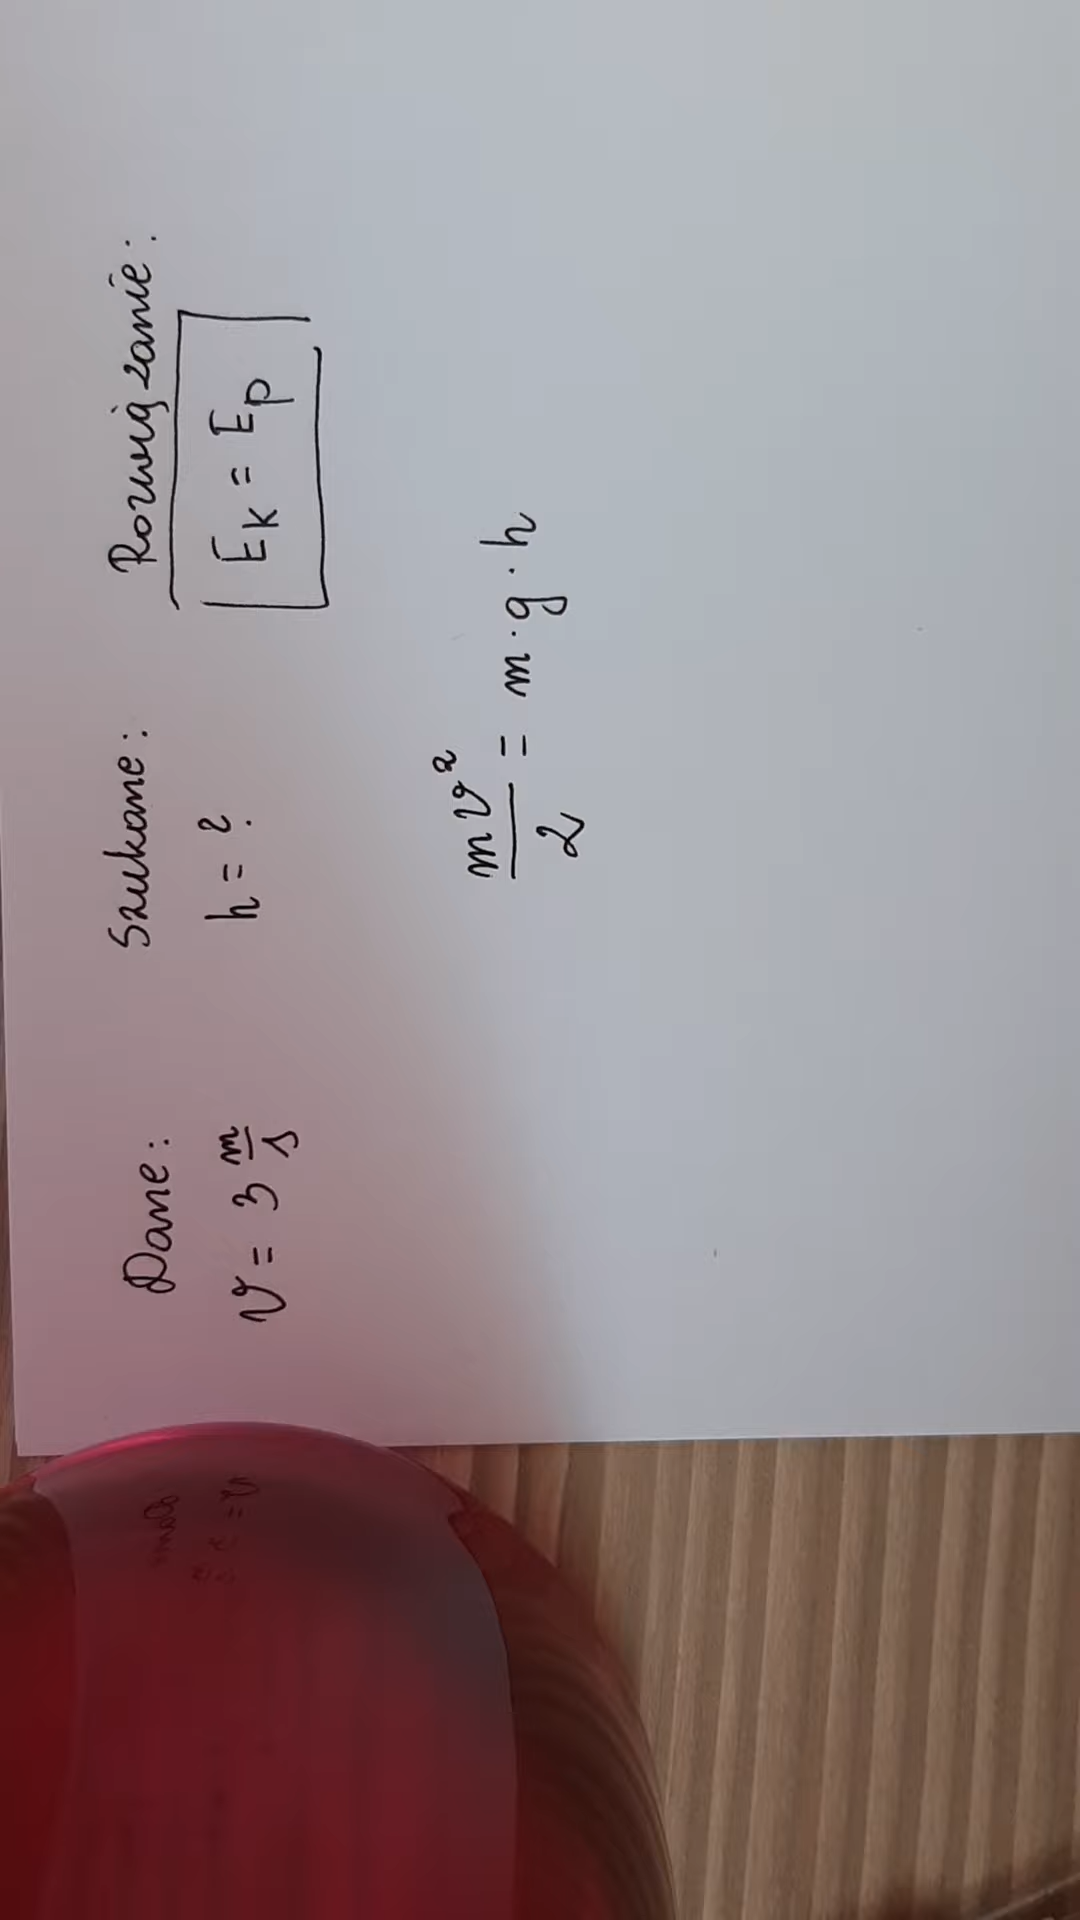 Dane: Szukane: Rozwiązanie:
v = 3 m/s h = ? Ek = Ep
mv²/2 = m·g·h